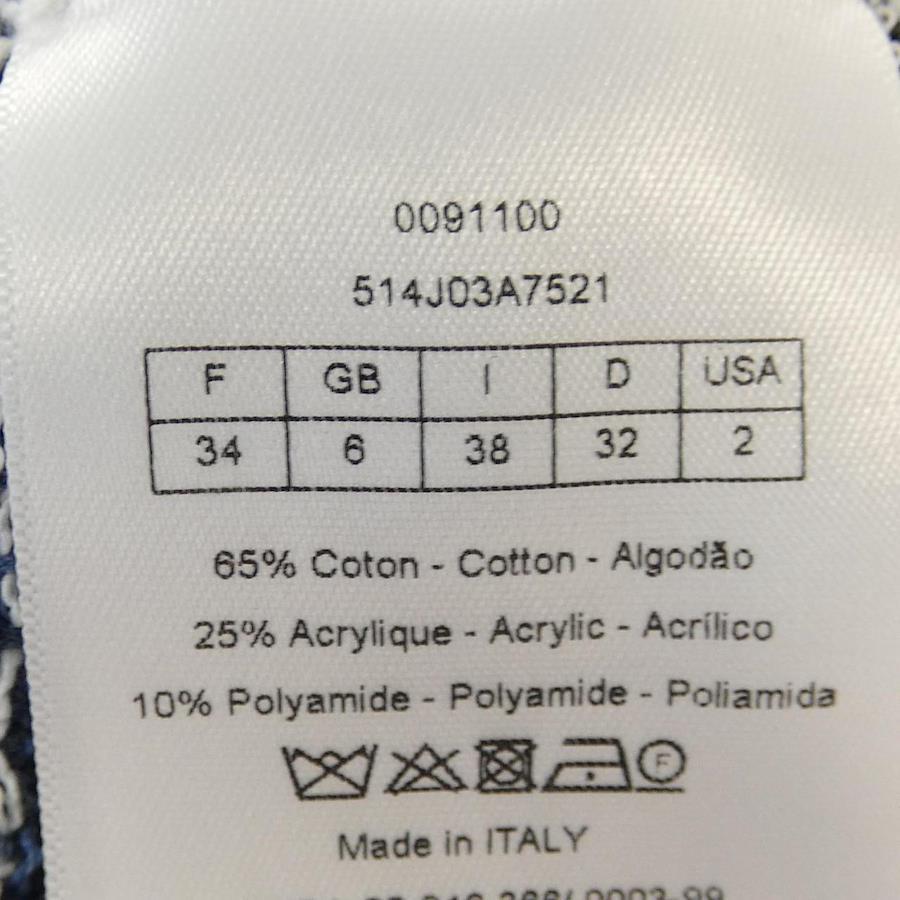 0091100
514J03A7521
F GB I D USA
34 6 38 32 2
65% Coton - Cotton - Algodão
25% Acrylique - Acrylic - Acrílico
10% Polyamide - Polyamide - Poliamida
F
Made in ITALY